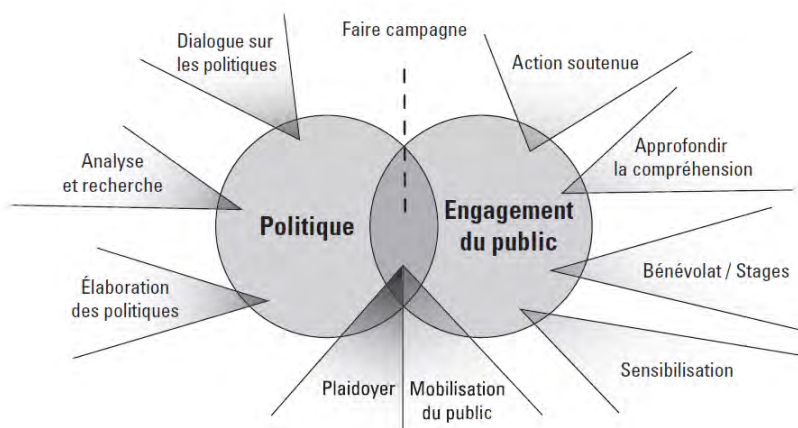 Faire campagne
Dialogue sur
les politiques
Action soutenue
Analyse
et recherche
Approfondir
la compréhension
Politique
Engagement
du public
Élaboration
des politiques
Bénévolat / Stages
Sensibilisation
Plaidoyer
Mobilisation
du public